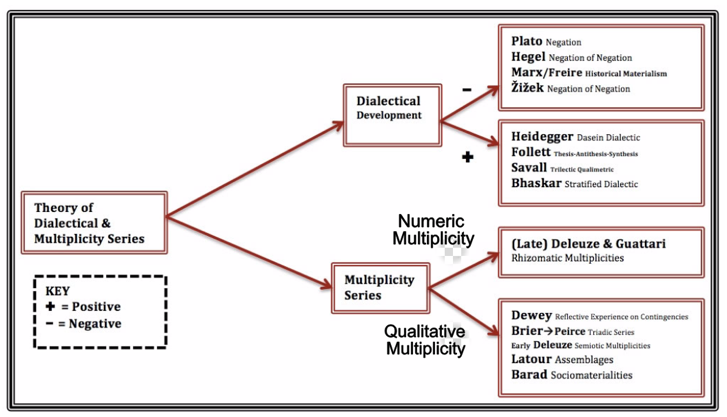 Plato Negation
Hegel Negation of Negation
Marx/Freire Historical Materialism
Žižek Negation of Negation
Dialectical
Development
-
+
Heidegger Dasein Dialectic
Follett Thesis-Antithesis-Synthesis
Savall Trilectic Qualimetric
Bhaskar Stratified Dialectic
Theory of
Dialectical &
Multiplicity Series
Numeric
Multiplicity
(Late) Deleuze & Guattari
Rhizomatic Multiplicities
Multiplicity
Series
KEY
+ = Positive
- = Negative
Qualitative
Multiplicity
Dewey Reflective Experience on Contingencies
Brier→Peirce Triadic Series
Early Deleuze Semiotic Multiplicities
Latour Assemblages
Barad Sociomaterialities